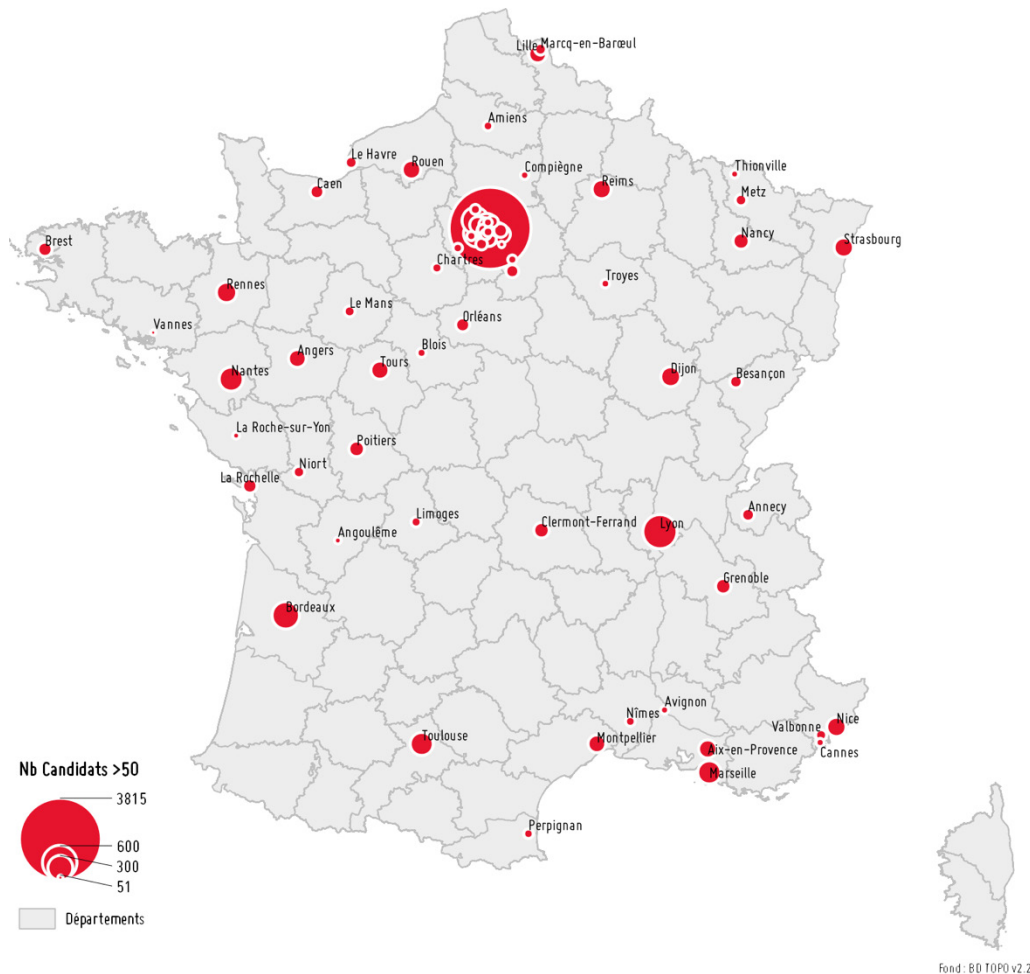 Lille
Marcq-en-Barœul
Amiens
Le Havre
Rouen
Compiègne
Thionville
Caen
Reims
Metz
Nancy
Strasbourg
Brest
Chartres
Troyes
Rennes
Le Mans
Orléans
Vannes
Blois
Angers
Tours
Nantes
Dijon
Besançon
La Roche-sur-Yon
Poitiers
Niort
La Rochelle
Limoges
Clermont-Ferrand
Lyon
Annecy
Angoulême
Grenoble
Bordeaux
Avignon
Nîmes
Valbonne
Nice
Toulouse
Montpellier
Aix-en-Provence
Cannes
Marseille
Perpignan
Nb Candidats >50
3815
600
300
51
Départements
Fond : BD TOPO v2.2